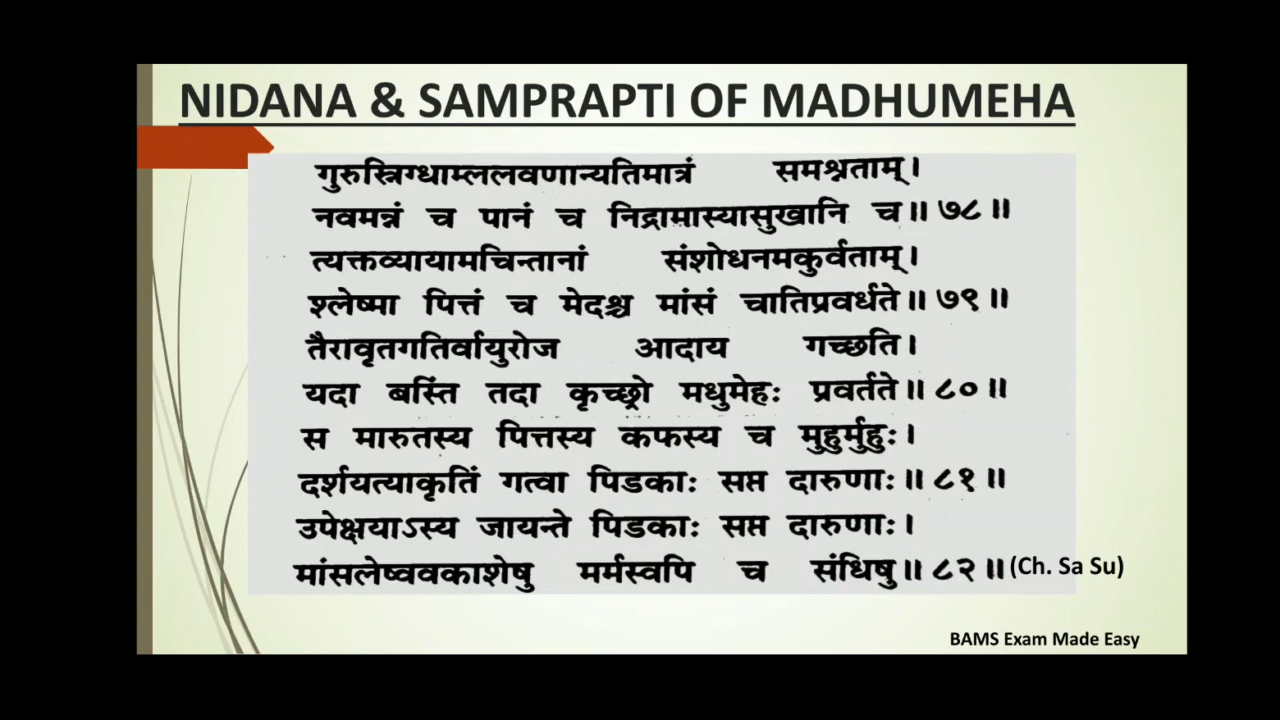 NIDANA & SAMPRAPTI OF MADHUMEHA
गुरुस्निग्धाम्ललवणान्यतिमात्रं समश्नताम्।
नवमन्नं च पानं च निद्रामास्यासुखानि च॥ ७८॥
त्यक्तव्यायामचिन्तानां संशोधनमकुर्वताम्।
श्लेष्मा पित्तं च मेदश्च मांसं चातिप्रवर्धते॥ ७९॥
तैरावृतगतिर्वायुरोज आदाय गच्छति।
यदा बस्तिं तदा कृच्छ्रो मधुमेहः प्रवर्तते॥ ८०॥
स मारुतस्य पित्तस्य कफस्य च मुहुर्मुहुः।
दर्शयत्याकृतिं गत्वा पिडकाः सप्त दारुणाः॥ ८१॥
उपेक्षयाऽस्य जायन्ते पिडकाः सप्त दारुणाः।
मांसलेष्ववकाशेषु मर्मस्वपि च संधिषु॥ ८२॥ (Ch. Sa Su)
BAMS Exam Made Easy